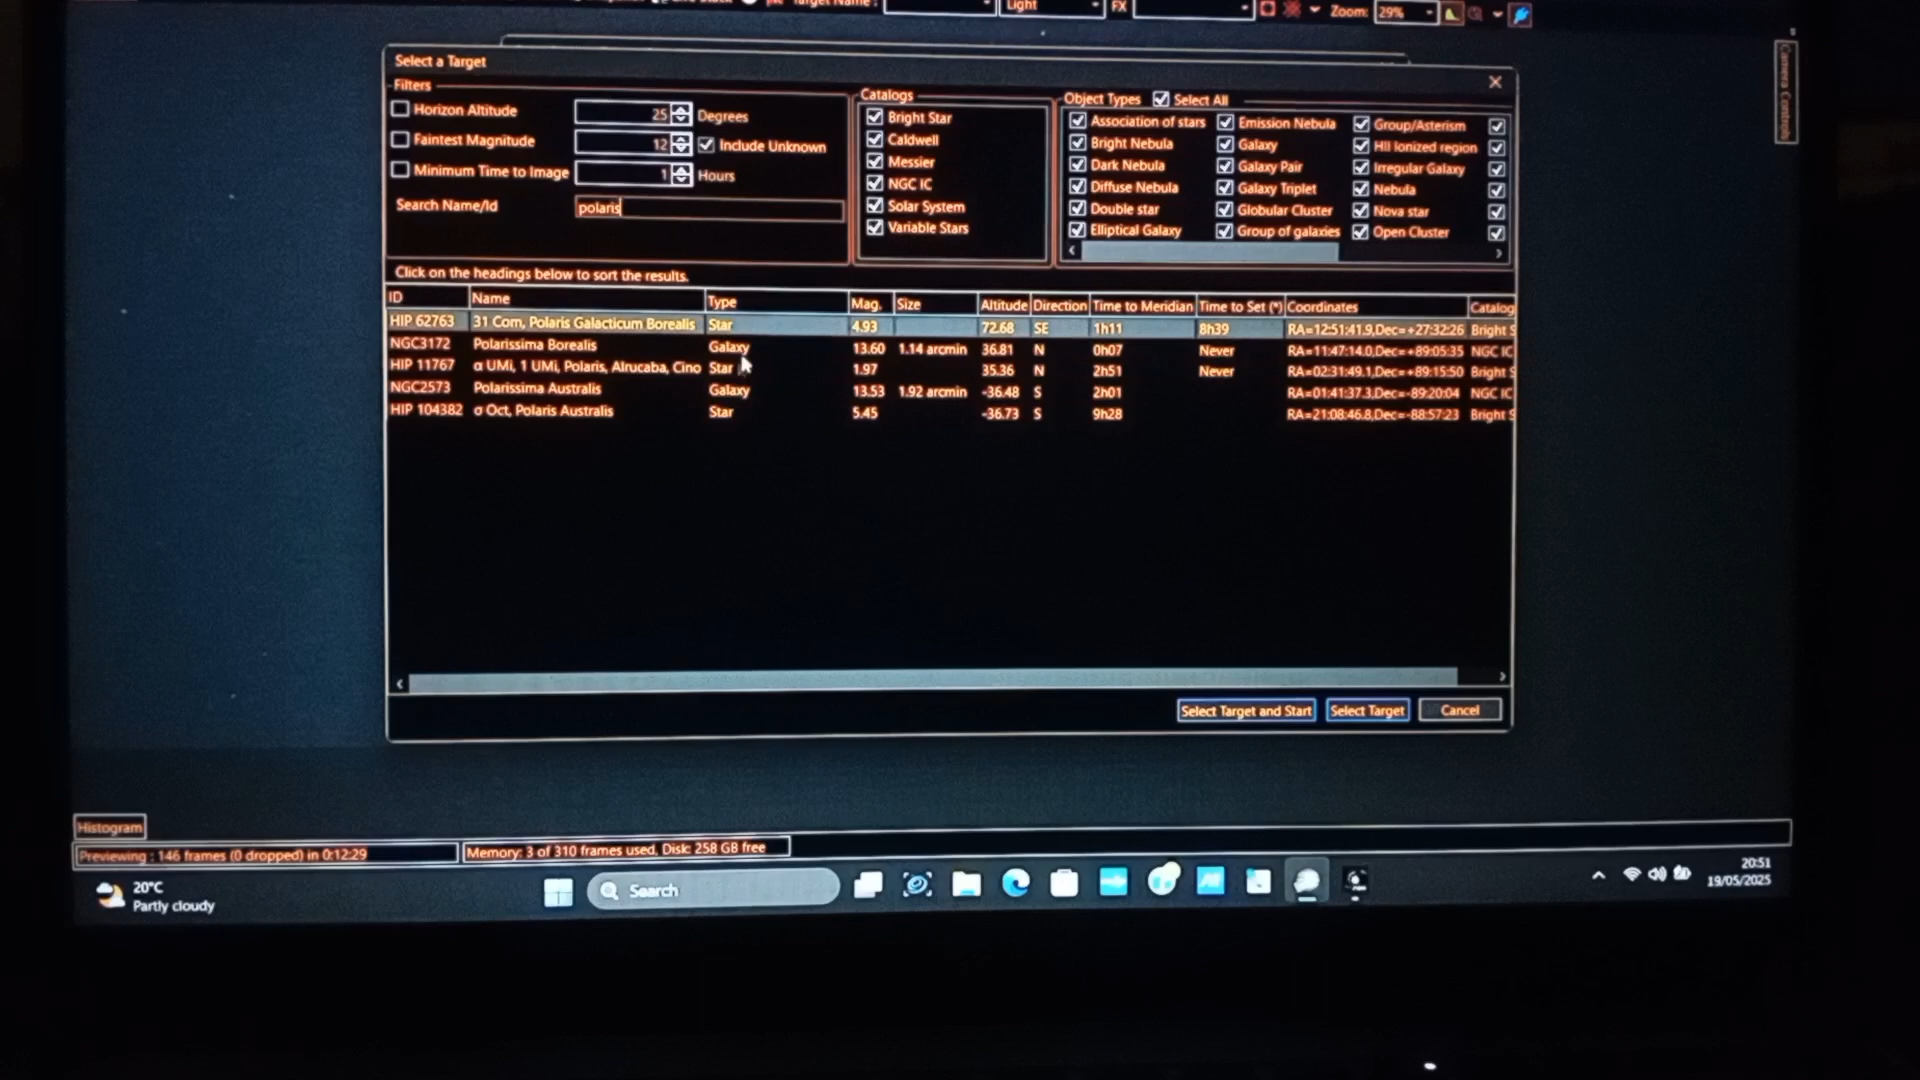 Target Name :
Light
FX
Zoom: 29%
Select a Target
Filters
Horizon Altitude 25 Degrees
Faintest Magnitude 12 Include Unknown
Minimum Time to Image 1 Hours
Search Name/Id polaris
Catalogs
Bright Star
Caldwell
Messier
NGC IC
Solar System
Variable Stars
Object Types Select All
Association of stars Emission Nebula Group/Asterism
Bright Nebula Galaxy HII Ionized region
Dark Nebula Galaxy Pair Irregular Galaxy
Diffuse Nebula Galaxy Triplet Nebula
Double star Globular Cluster Nova star
Elliptical Galaxy Group of galaxies Open Cluster
Click on the headings below to sort the results.
ID Name Type Mag. Size Altitude Direction Time to Meridian Time to Set (*) Coordinates Catalog
HIP 62763 31 Com, Polaris Galacticum Borealis Star 4.93 72.68 SE 1h11 8h39 RA=12:51:41.9,Dec=+27:32:26 Bright S
NGC3172 Polarissima Borealis Galaxy 13.60 1.14 arcmin 36.81 N 0h07 Never RA=11:47:14.0,Dec=+89:05:35 NGC IC
HIP 11767 α UMi, 1 UMi, Polaris, Alrucaba, Cino Star 1.97 35.36 N 2h51 Never RA=02:31:49.1,Dec=+89:15:50 Bright S
NGC2573 Polarissima Australis Galaxy 13.53 1.92 arcmin -36.48 S 2h01 RA=01:41:37.3,Dec=-89:20:04 NGC IC
HIP 104382 σ Oct, Polaris Australis Star 5.45 -36.73 S 9h28 RA=21:08:46.8,Dec=-88:57:23 Bright S
Select Target and Start Select Target Cancel
Camera Controls
Histogram
Previewing : 146 frames (0 dropped) in 0:12:29 Memory: 3 of 310 frames used, Disk: 258 GB free
20°C
Partly cloudy
Search
20:51
19/05/2025